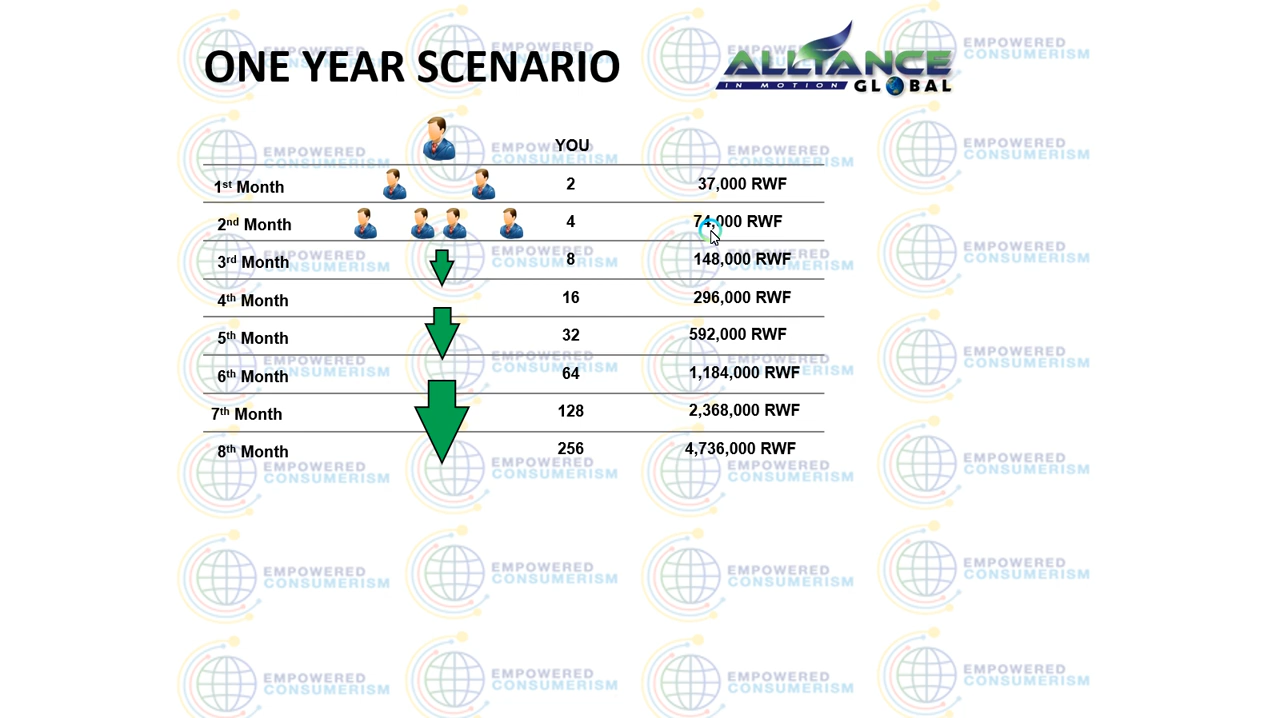 ONE YEAR SCENARIO
ALLIANCE
IN MOTION GLOBAL
YOU
1st Month 2 37,000 RWF
2nd Month 4 74,000 RWF
3rd Month 8 148,000 RWF
4th Month 16 296,000 RWF
5th Month 32 592,000 RWF
6th Month 64 1,184,000 RWF
7th Month 128 2,368,000 RWF
8th Month 256 4,736,000 RWF
EMPOWERED
CONSUMERISM